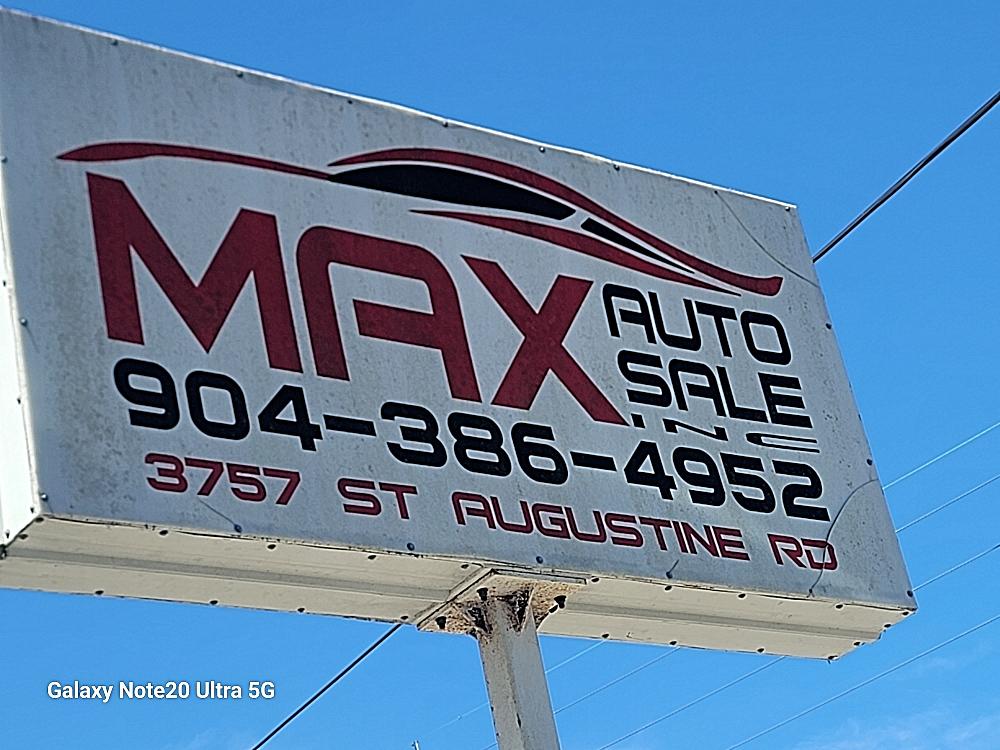 MAX
AUTO
SALE
INC
904-386-4952
3757 ST AUGUSTINE RD
Galaxy Note20 Ultra 5G